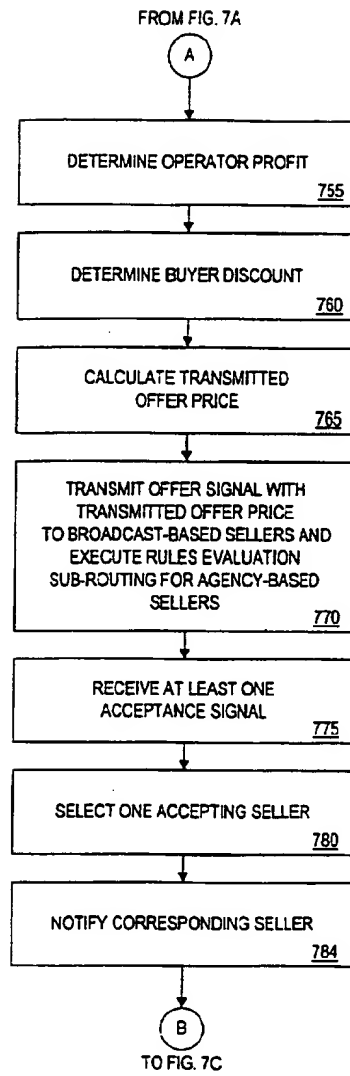 FROM FIG. 7A
A
DETERMINE OPERATOR PROFIT
755
DETERMINE BUYER DISCOUNT
760
CALCULATE TRANSMITTED
OFFER PRICE
765
TRANSMIT OFFER SIGNAL WITH
TRANSMITTED OFFER PRICE
TO BROADCAST-BASED SELLERS AND
EXECUTE RULES EVALUATION
SUB-ROUTING FOR AGENCY-BASED
SELLERS
770
RECEIVE AT LEAST ONE
ACCEPTANCE SIGNAL
775
SELECT ONE ACCEPTING SELLER
780
NOTIFY CORRESPONDING SELLER
784
B
TO FIG. 7C